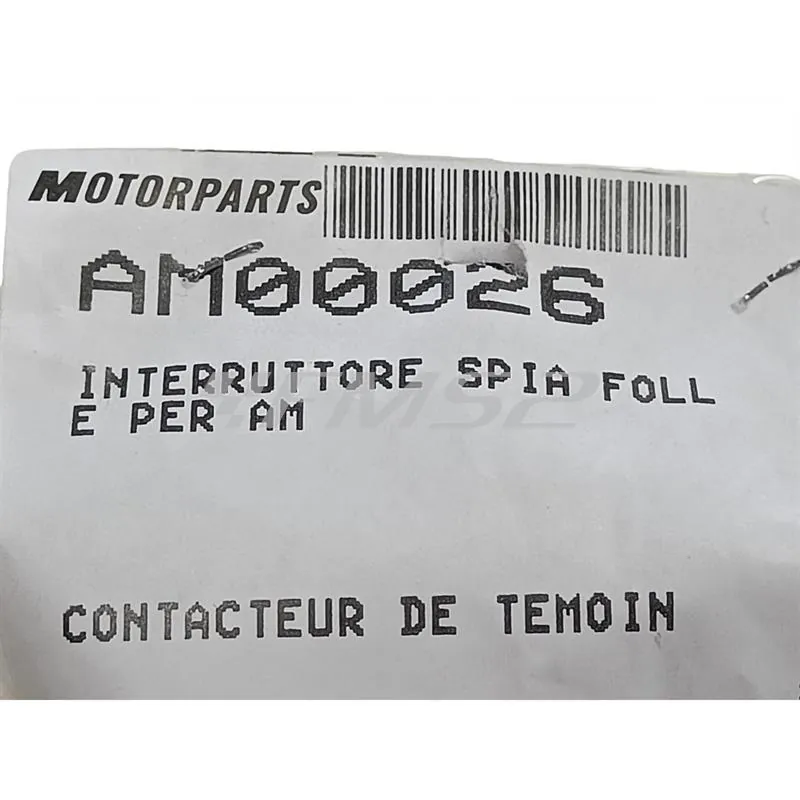 MOTORPARTS
AM00026
INTERRUTTORE SPIA FOLL
E PER AM
CONTACTEUR DE TEMOIN